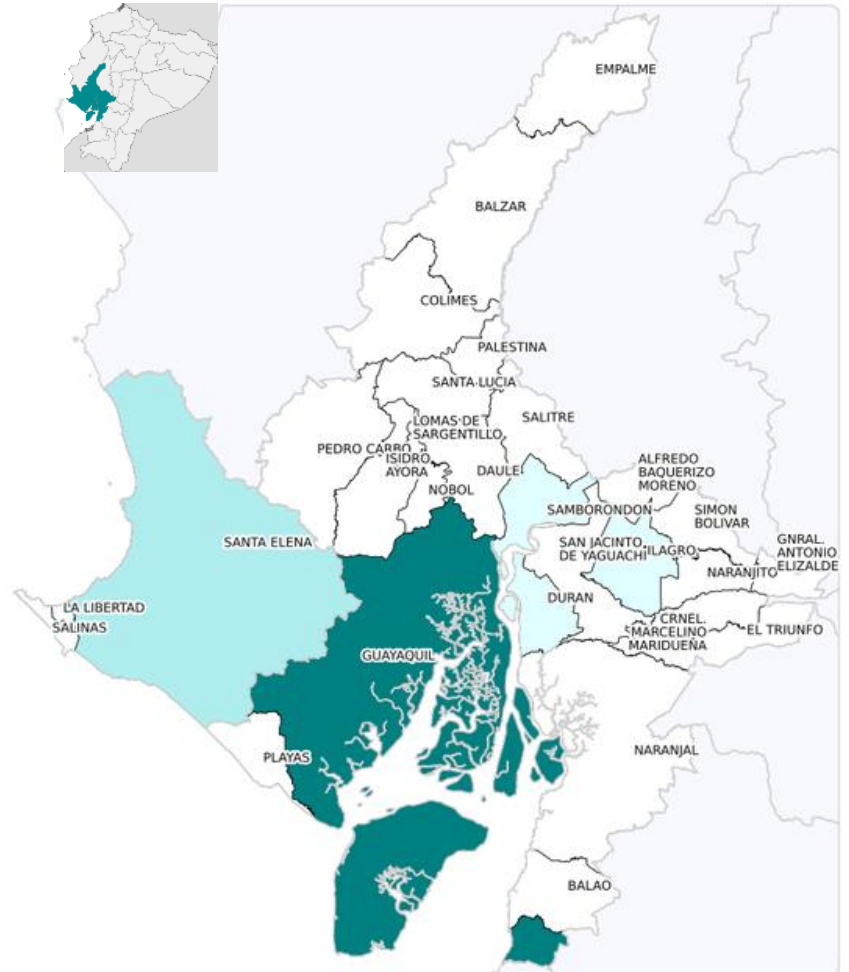 EMPALME
BALZAR
COLIMES
PALESTINA
SANTA LUCIA
LOMAS DE
SARGENTILLO
SALITRE
PEDRO CARBO
ISIDRO
AYORA
DAULE
NOBOL
ALFREDO
BAQUERIZO
MORENO
SAMBORONDON
SIMON
BOLIVAR
SANTA ELENA
SAN JACINTO
DE YAGUACHI
MILAGRO
GNRAL.
ANTONIO
ELIZALDE
NARANJITO
LA LIBERTAD
SALINAS
DURAN
CRNEL.
MARCELINO
MARIDUEÑA
EL TRIUNFO
GUAYAQUIL
PLAYAS
NARANJAL
BALAO